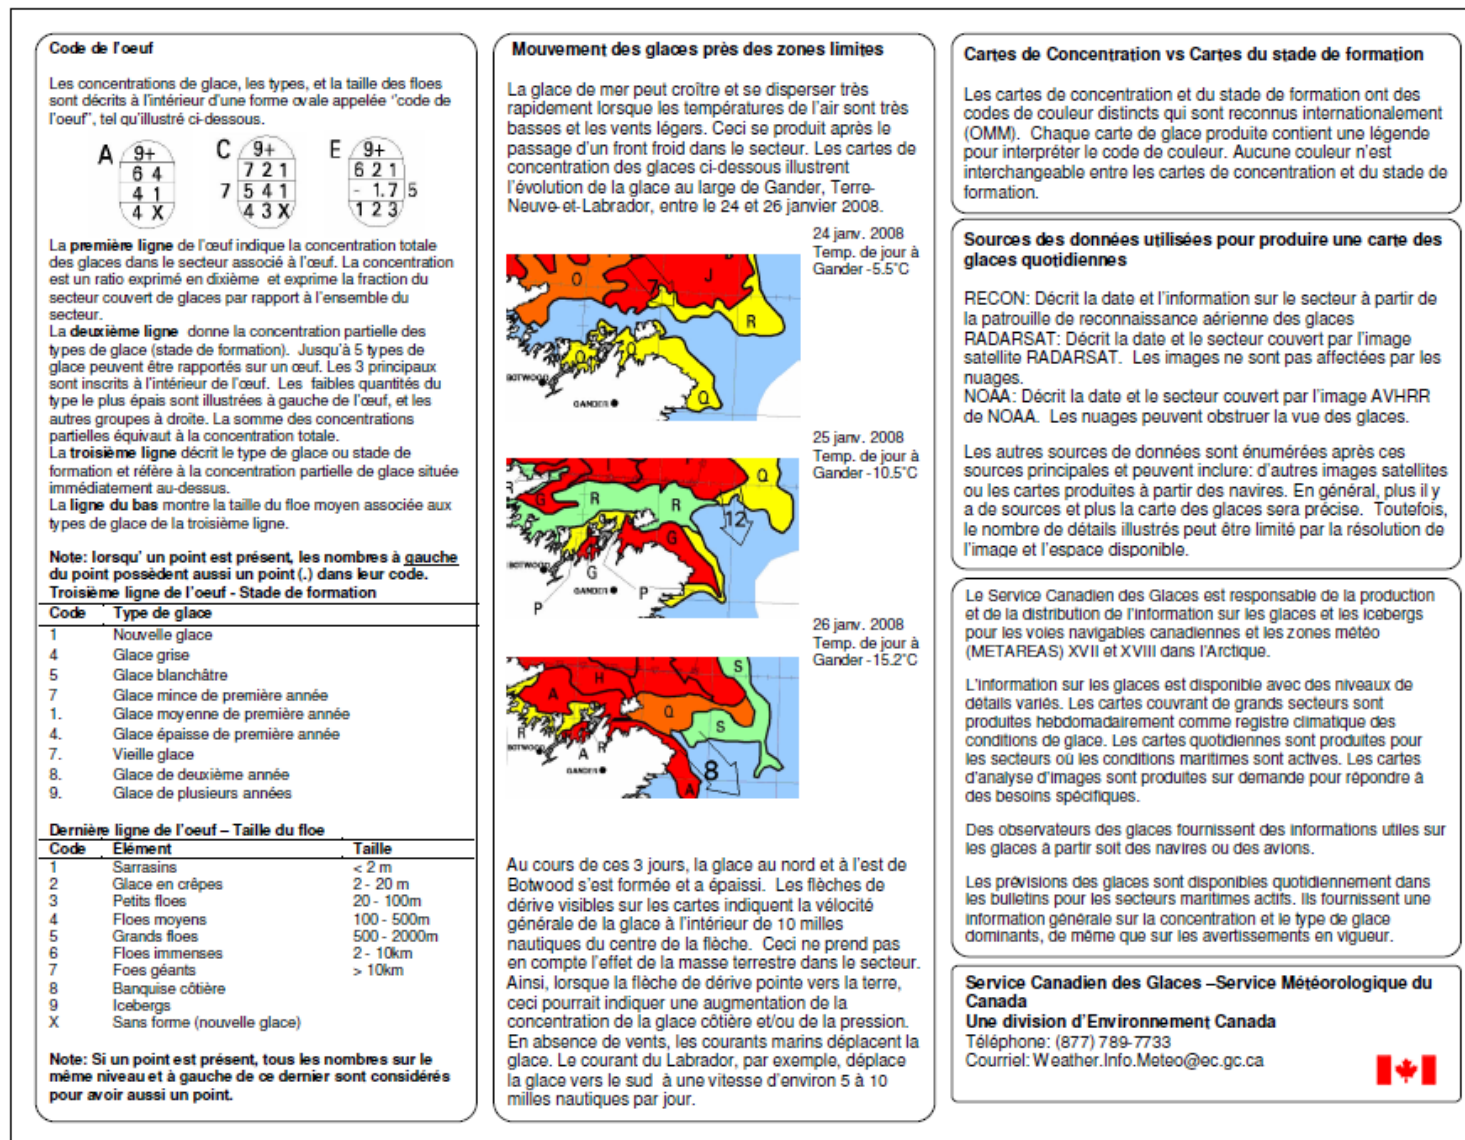 Code de l'oeuf
Les concentrations de glace, les types, et la taille des floes
sont décrits à l'intérieur d'une forme ovale appelée "code de
l'oeuf", tel qu'illustré ci-dessous.
A
9+
6 4
4 1
4 X
C
9+
7 2 1
7 5 4 1
4 3 X
E
9+
6 2 1
- 1.7 5
1 2 3
La première ligne de l'œuf indique la concentration totale
des glaces dans le secteur associé à l'œuf. La concentration
est un ratio exprimé en dixième et exprime la fraction du
secteur couvert de glaces par rapport à l'ensemble du
secteur.
La deuxième ligne donne la concentration partielle des
types de glace (stade de formation). Jusqu'à 5 types de
glace peuvent être rapportés sur un œuf. Les 3 principaux
sont inscrits à l'intérieur de l'œuf. Les faibles quantités du
type le plus épais sont illustrées à gauche de l'œuf, et les
autres groupes à droite. La somme des concentrations
partielles équivaut à la concentration totale.
La troisième ligne décrit le type de glace ou stade de
formation et réfère à la concentration partielle de glace située
immédiatement au-dessus.
La ligne du bas montre la taille du floe moyen associée aux
types de glace de la troisième ligne.
Note: lorsqu' un point est présent, les nombres à gauche
du point possèdent aussi un point (.) dans leur code.
Troisième ligne de l'oeuf - Stade de formation
Code Type de glace
1 Nouvelle glace
4 Glace grise
5 Glace blanchâtre
7 Glace mince de première année
1. Glace moyenne de première année
4. Glace épaisse de première année
7. Vieille glace
8. Glace de deuxième année
9. Glace de plusieurs années
Dernière ligne de l'oeuf – Taille du floe
Code Élément Taille
1 Sarrasins < 2 m
2 Glace en crêpes 2 - 20 m
3 Petits floes 20 - 100m
4 Floes moyens 100 - 500m
5 Grands floes 500 - 2000m
6 Floes immenses 2 - 10km
7 Foes géants > 10km
8 Banquise côtière
9 Icebergs
X Sans forme (nouvelle glace)
Note: Si un point est présent, tous les nombres sur le
même niveau et à gauche de ce dernier sont considérés
pour avoir aussi un point.
Mouvement des glaces près des zones limites
La glace de mer peut croître et se disperser très
rapidement lorsque les températures de l'air sont très
basses et les vents légers. Ceci se produit après le
passage d'un front froid dans le secteur. Les cartes de
concentration des glaces ci-dessous illustrent
l'évolution de la glace au large de Gander, Terre-
Neuve-et-Labrador, entre le 24 et 26 janvier 2008.
24 janv. 2008
Temp. de jour à
Gander -5.5°C
O
7
J
R
Q
Q
Q
BOTWOOD
GANDER
Q
25 janv. 2008
Temp. de jour à
Gander -10.5°C
Q
R
G
R
R
12
G
BOTWOOD
G
GANDER
P
P
26 janv. 2008
Temp. de jour à
Gander -15.2°C
S
A
H
Q
S
R
BOTWOOD
A
R
GANDER
8
A
Au cours de ces 3 jours, la glace au nord et à l'est de
Botwood s'est formée et a épaissi. Les flèches de
dérive visibles sur les cartes indiquent la vélocité
générale de la glace à l'intérieur de 10 milles
nautiques du centre de la flèche. Ceci ne prend pas
en compte l'effet de la masse terrestre dans le secteur.
Ainsi, lorsque la flèche de dérive pointe vers la terre,
ceci pourrait indiquer une augmentation de la
concentration de la glace côtière et/ou de la pression.
En absence de vents, les courants marins déplacent la
glace. Le courant du Labrador, par exemple, déplace
la glace vers le sud à une vitesse d'environ 5 à 10
milles nautiques par jour.
Cartes de Concentration vs Cartes du stade de formation
Les cartes de concentration et du stade de formation ont des
codes de couleur distincts qui sont reconnus internationalement
(OMM). Chaque carte de glace produite contient une légende
pour interpréter le code de couleur. Aucune couleur n'est
interchangeable entre les cartes de concentration et du stade de
formation.
Sources des données utilisées pour produire une carte des
glaces quotidiennes
RECON: Décrit la date et l'information sur le secteur à partir de
la patrouille de reconnaissance aérienne des glaces
RADARSAT: Décrit la date et le secteur couvert par l'image
satellite RADARSAT. Les images ne sont pas affectées par les
nuages.
NOAA: Décrit la date et le secteur couvert par l'image AVHRR
de NOAA. Les nuages peuvent obstruer la vue des glaces.
Les autres sources de données sont énumérées après ces
sources principales et peuvent inclure: d'autres images satellites
ou les cartes produites à partir des navires. En général, plus il y
a de sources et plus la carte des glaces sera précise. Toutefois,
le nombre de détails illustrés peut être limité par la résolution de
l'image et l'espace disponible.
Le Service Canadien des Glaces est responsable de la production
et de la distribution de l'information sur les glaces et les icebergs
pour les voies navigables canadiennes et les zones météo
(METAREAS) XVII et XVIII dans l'Arctique.
L'information sur les glaces est disponible avec des niveaux de
détails variés. Les cartes couvrant de grands secteurs sont
produites hebdomadairement comme registre climatique des
conditions de glace. Les cartes quotidiennes sont produites pour
les secteurs où les conditions maritimes sont actives. Les cartes
d'analyse d'images sont produites sur demande pour répondre à
des besoins spécifiques.
Des observateurs des glaces fournissent des informations utiles sur
les glaces à partir soit des navires ou des avions.
Les prévisions des glaces sont disponibles quotidiennement dans
les bulletins pour les secteurs maritimes actifs. Ils fournissent une
information générale sur la concentration et le type de glace
dominants, de même que sur les avertissements en vigueur.
Service Canadien des Glaces –Service Météorologique du
Canada
Une division d'Environnement Canada
Téléphone: (877) 789-7733
Courriel: Weather.Info.Meteo@ec.gc.ca